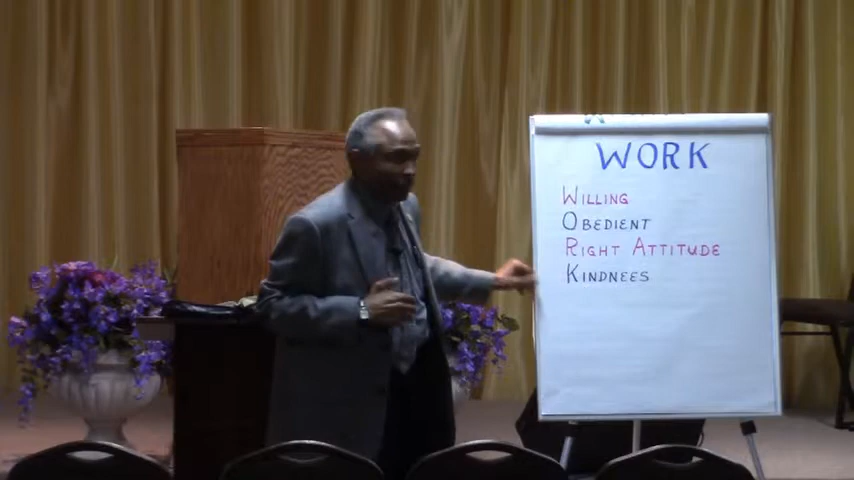 WORK
WILLING
OBEDIENT
RIGHT ATTITUDE
KINDNEES